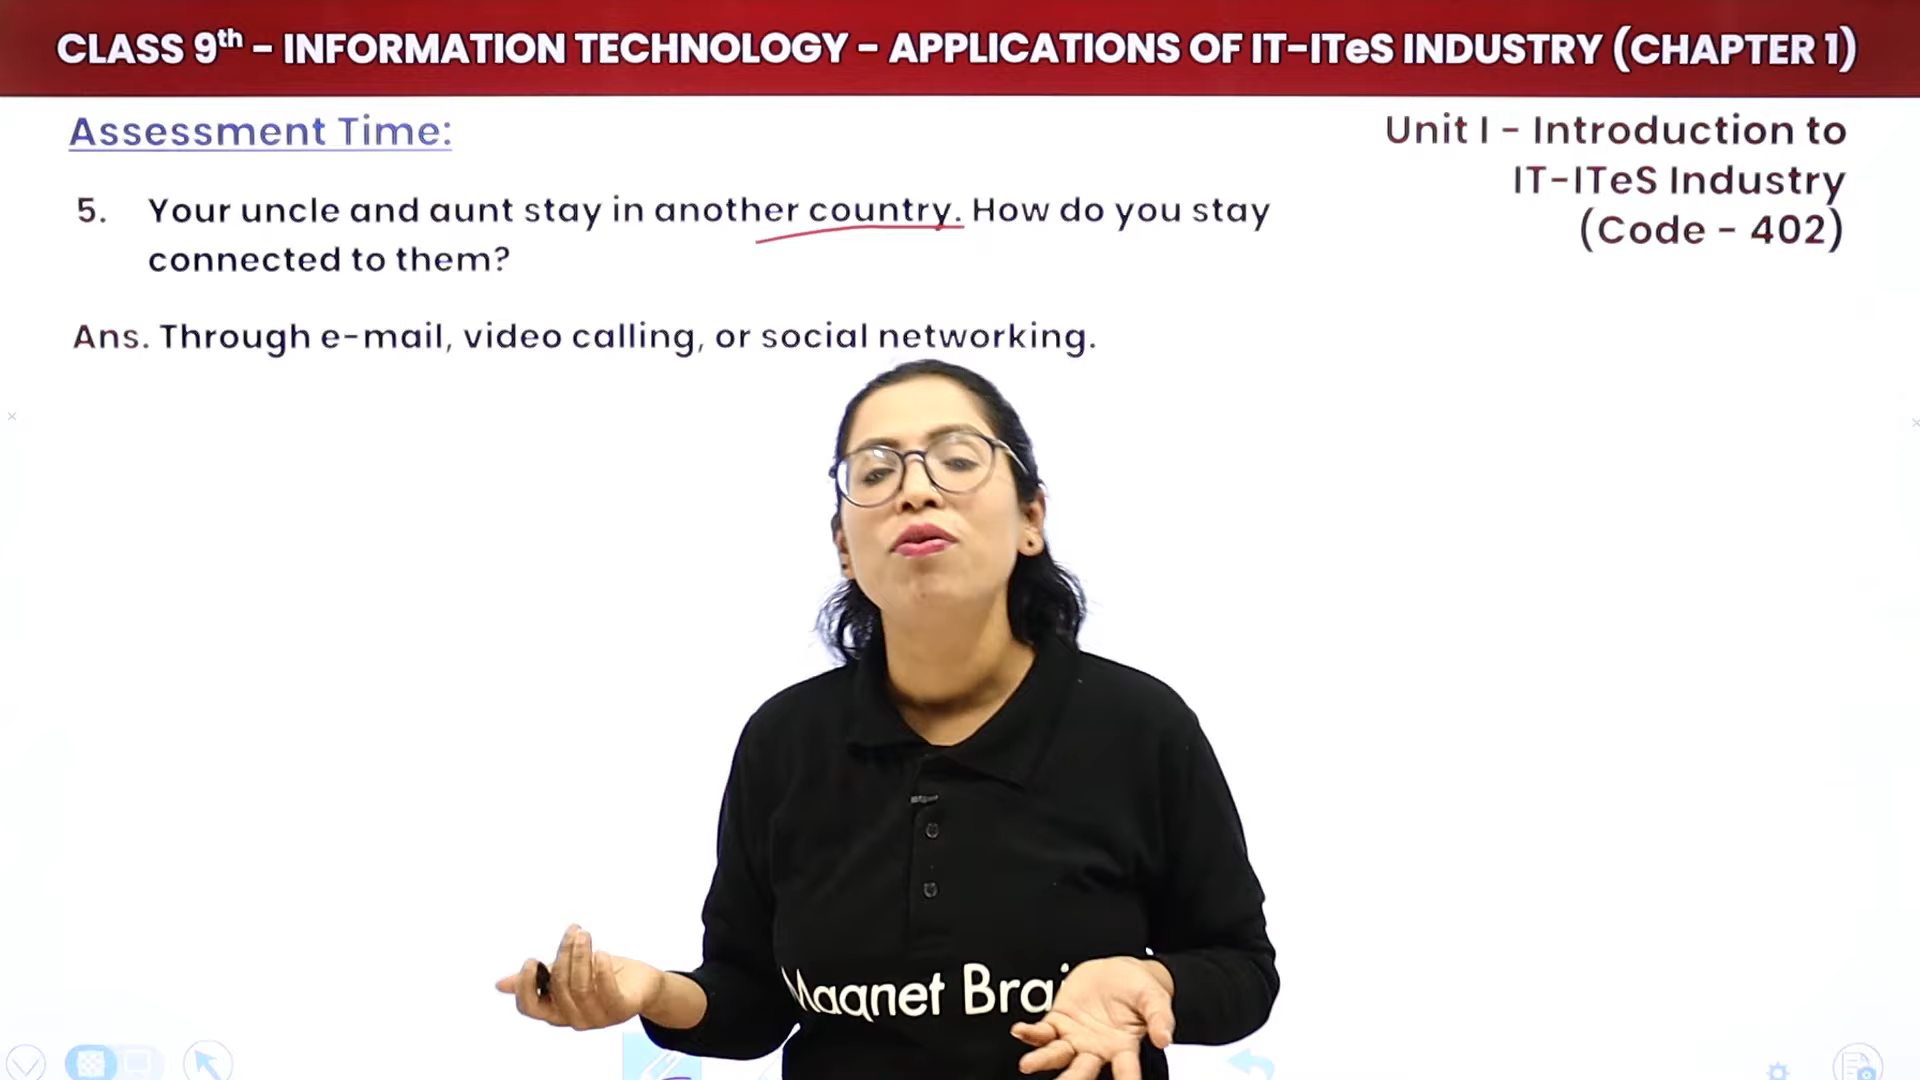 CLASS 9th – INFORMATION TECHNOLOGY – APPLICATIONS OF IT-ITeS INDUSTRY (CHAPTER 1)
Assessment Time:
Unit I - Introduction to
IT-ITeS Industry
(Code - 402)
5. Your uncle and aunt stay in another country. How do you stay
connected to them?
Ans. Through e-mail, video calling, or social networking.
Magnet Brai